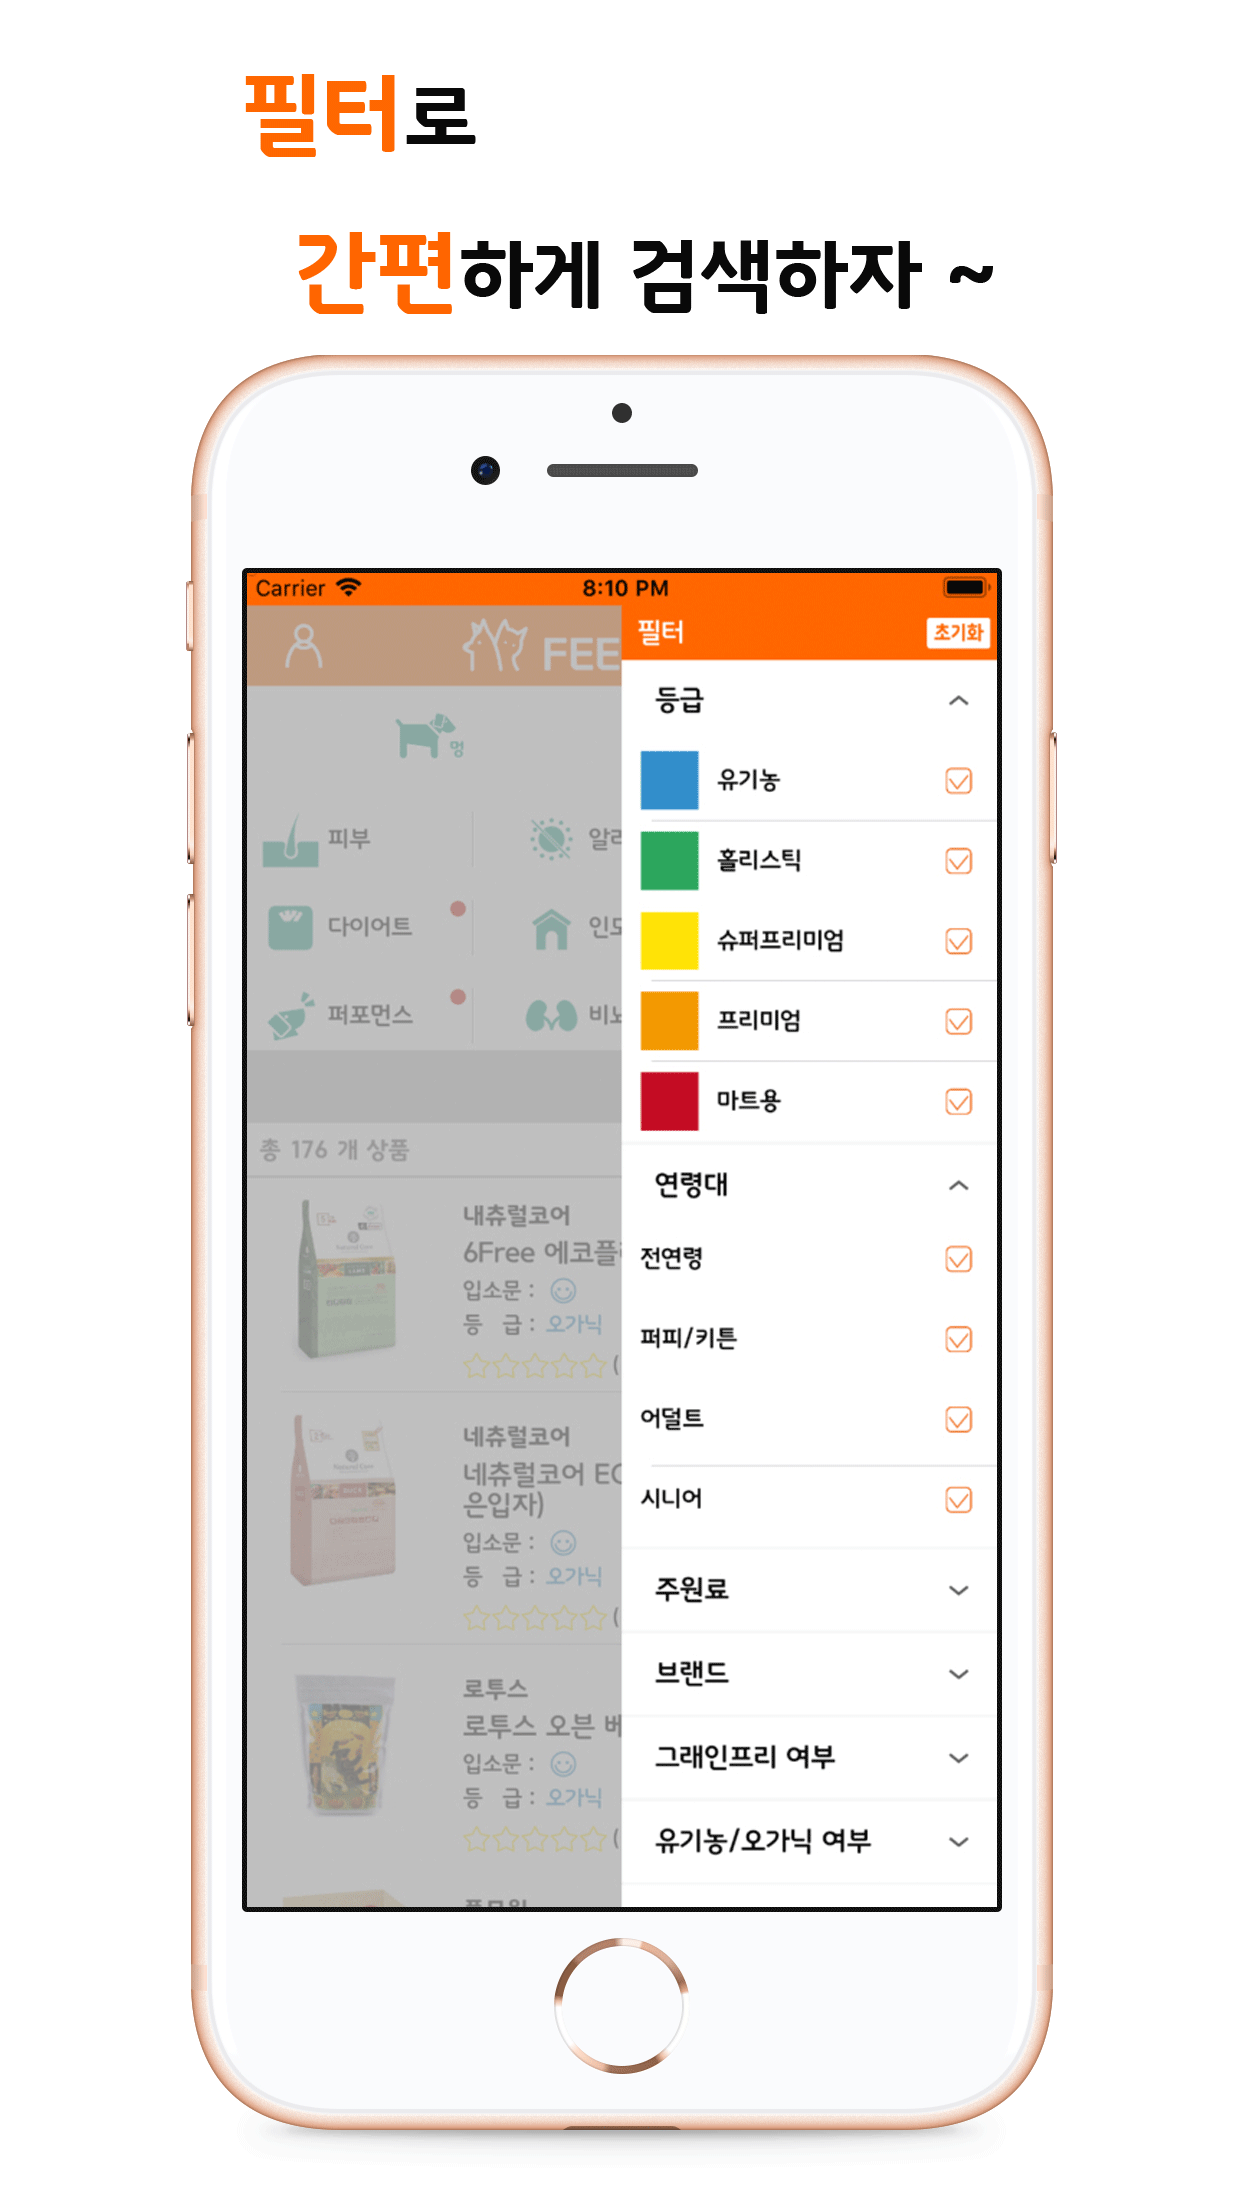 필터로
간편하게 검색하자 ~
Carrier
8:10 PM
FEE
필터
초기화
멍
피부
알러
다이어트
인도
퍼포먼스
비뇨
총 176 개 상품
내츄럴코어
6Free 에코플
입소문 :
등 급 : 오가닉
(
네츄럴코어
네츄럴코어 EC
은입자)
입소문 :
등 급 : 오가닉
(
로투스
로투스 오븐 베
입소문 :
등 급 : 오가닉
(
등급
유기농
홀리스틱
슈퍼프리미엄
프리미엄
마트용
연령대
전연령
퍼피/키튼
어덜트
시니어
주원료
브랜드
그래인프리 여부
유기농/오가닉 여부